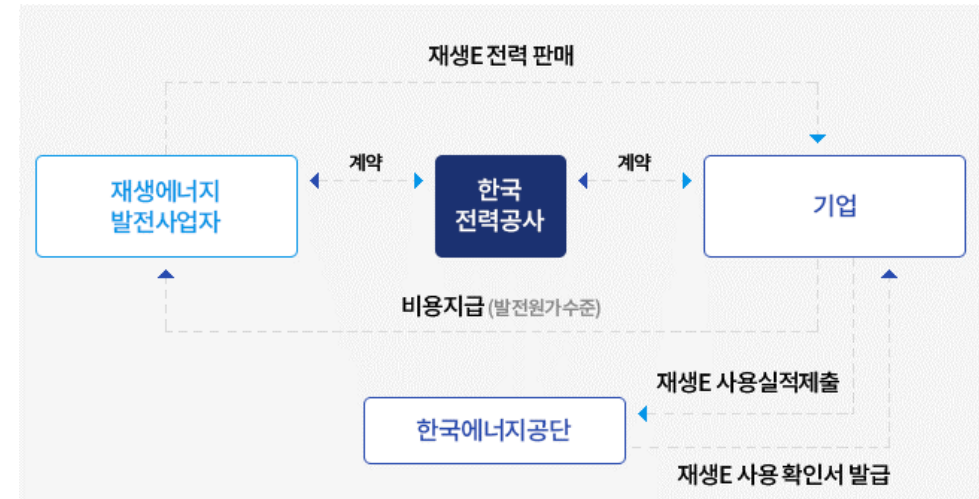 재생E 전력 판매
계약
계약
재생에너지
발전사업자
한국
전력공사
기업
비용지급 (발전원가수준)
재생E 사용실적제출
한국에너지공단
재생E 사용 확인서 발급